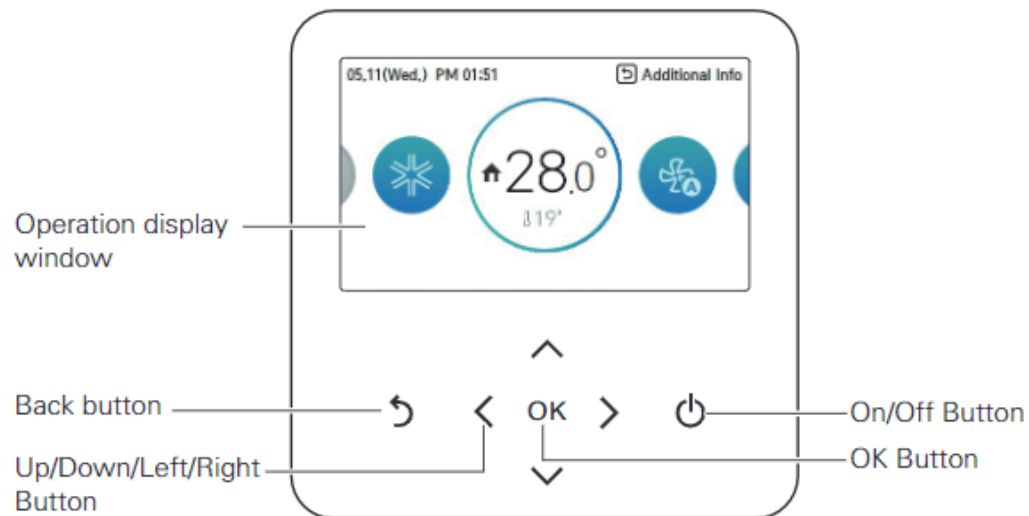 05,11(Wed,) PM 01:51 Additional Info
28.0°
19°
Operation display
window
Back button
OK
On/Off Button
Up/Down/Left/Right
Button
OK Button